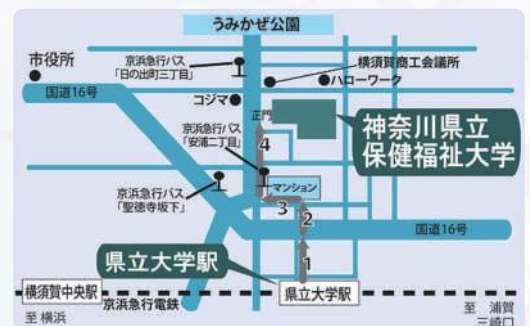 うみかぜ公園
市役所
京浜急行バス
「日の出町三丁目」
横須賀商工会議所
ハローワーク
国道16号
コジマ
正門
京浜急行バス
「安浦二丁目」
4
神奈川県立
保健福祉大学
京浜急行バス
「聖徳寺坂下」
マンション
3
2
国道16号
県立大学駅
1
横須賀中央駅
県立大学駅
京浜急行電鉄
至 横浜
至 浦賀
三崎口